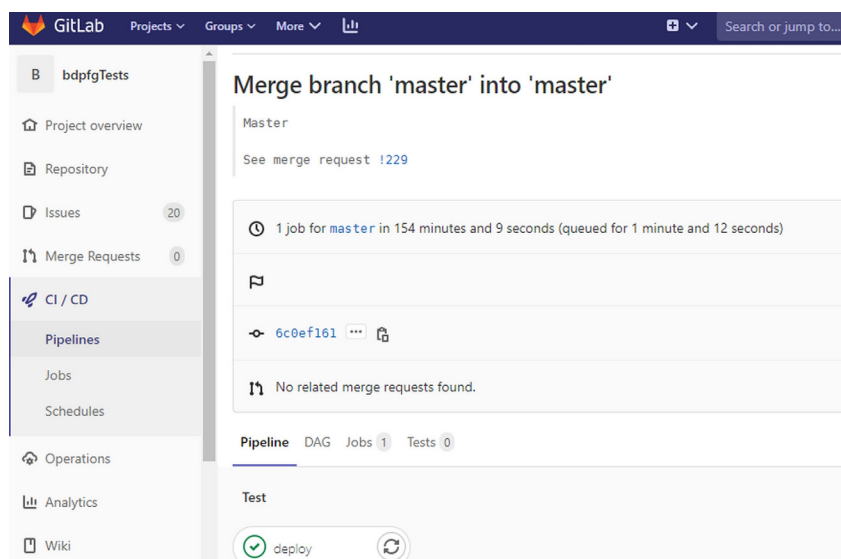 GitLab Projects Groups More Search or jump to...
B bdpfgTests
Project overview
Repository
Issues 20
Merge Requests 0
CI / CD
Pipelines
Jobs
Schedules
Operations
Analytics
Wiki
Merge branch 'master' into 'master'
Master
See merge request !229
1 job for master in 154 minutes and 9 seconds (queued for 1 minute and 12 seconds)
6c0ef161 ...
No related merge requests found.
Pipeline DAG Jobs 1 Tests 0
Test
deploy